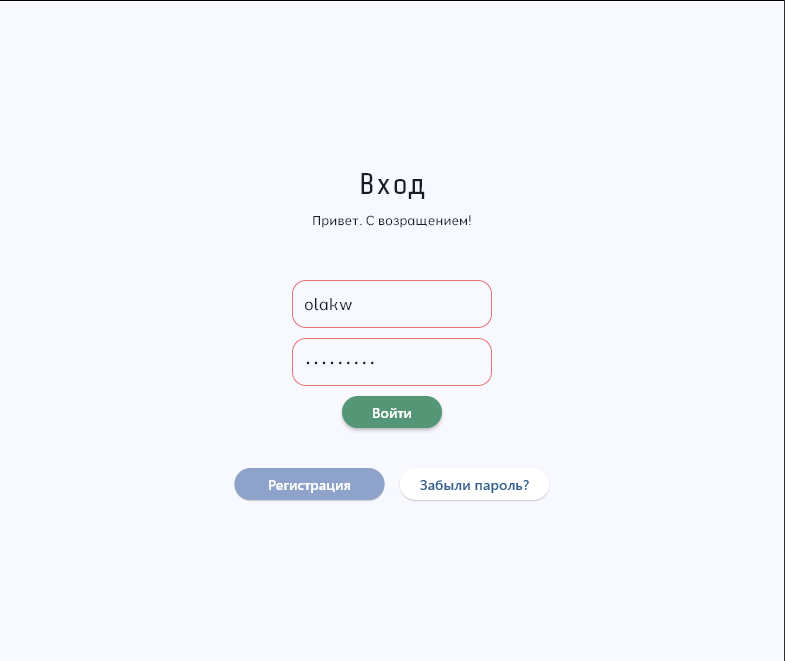 Вход
Привет. С возращением!
olakw
•••••••••
Войти
Регистрация Забыли пароль?